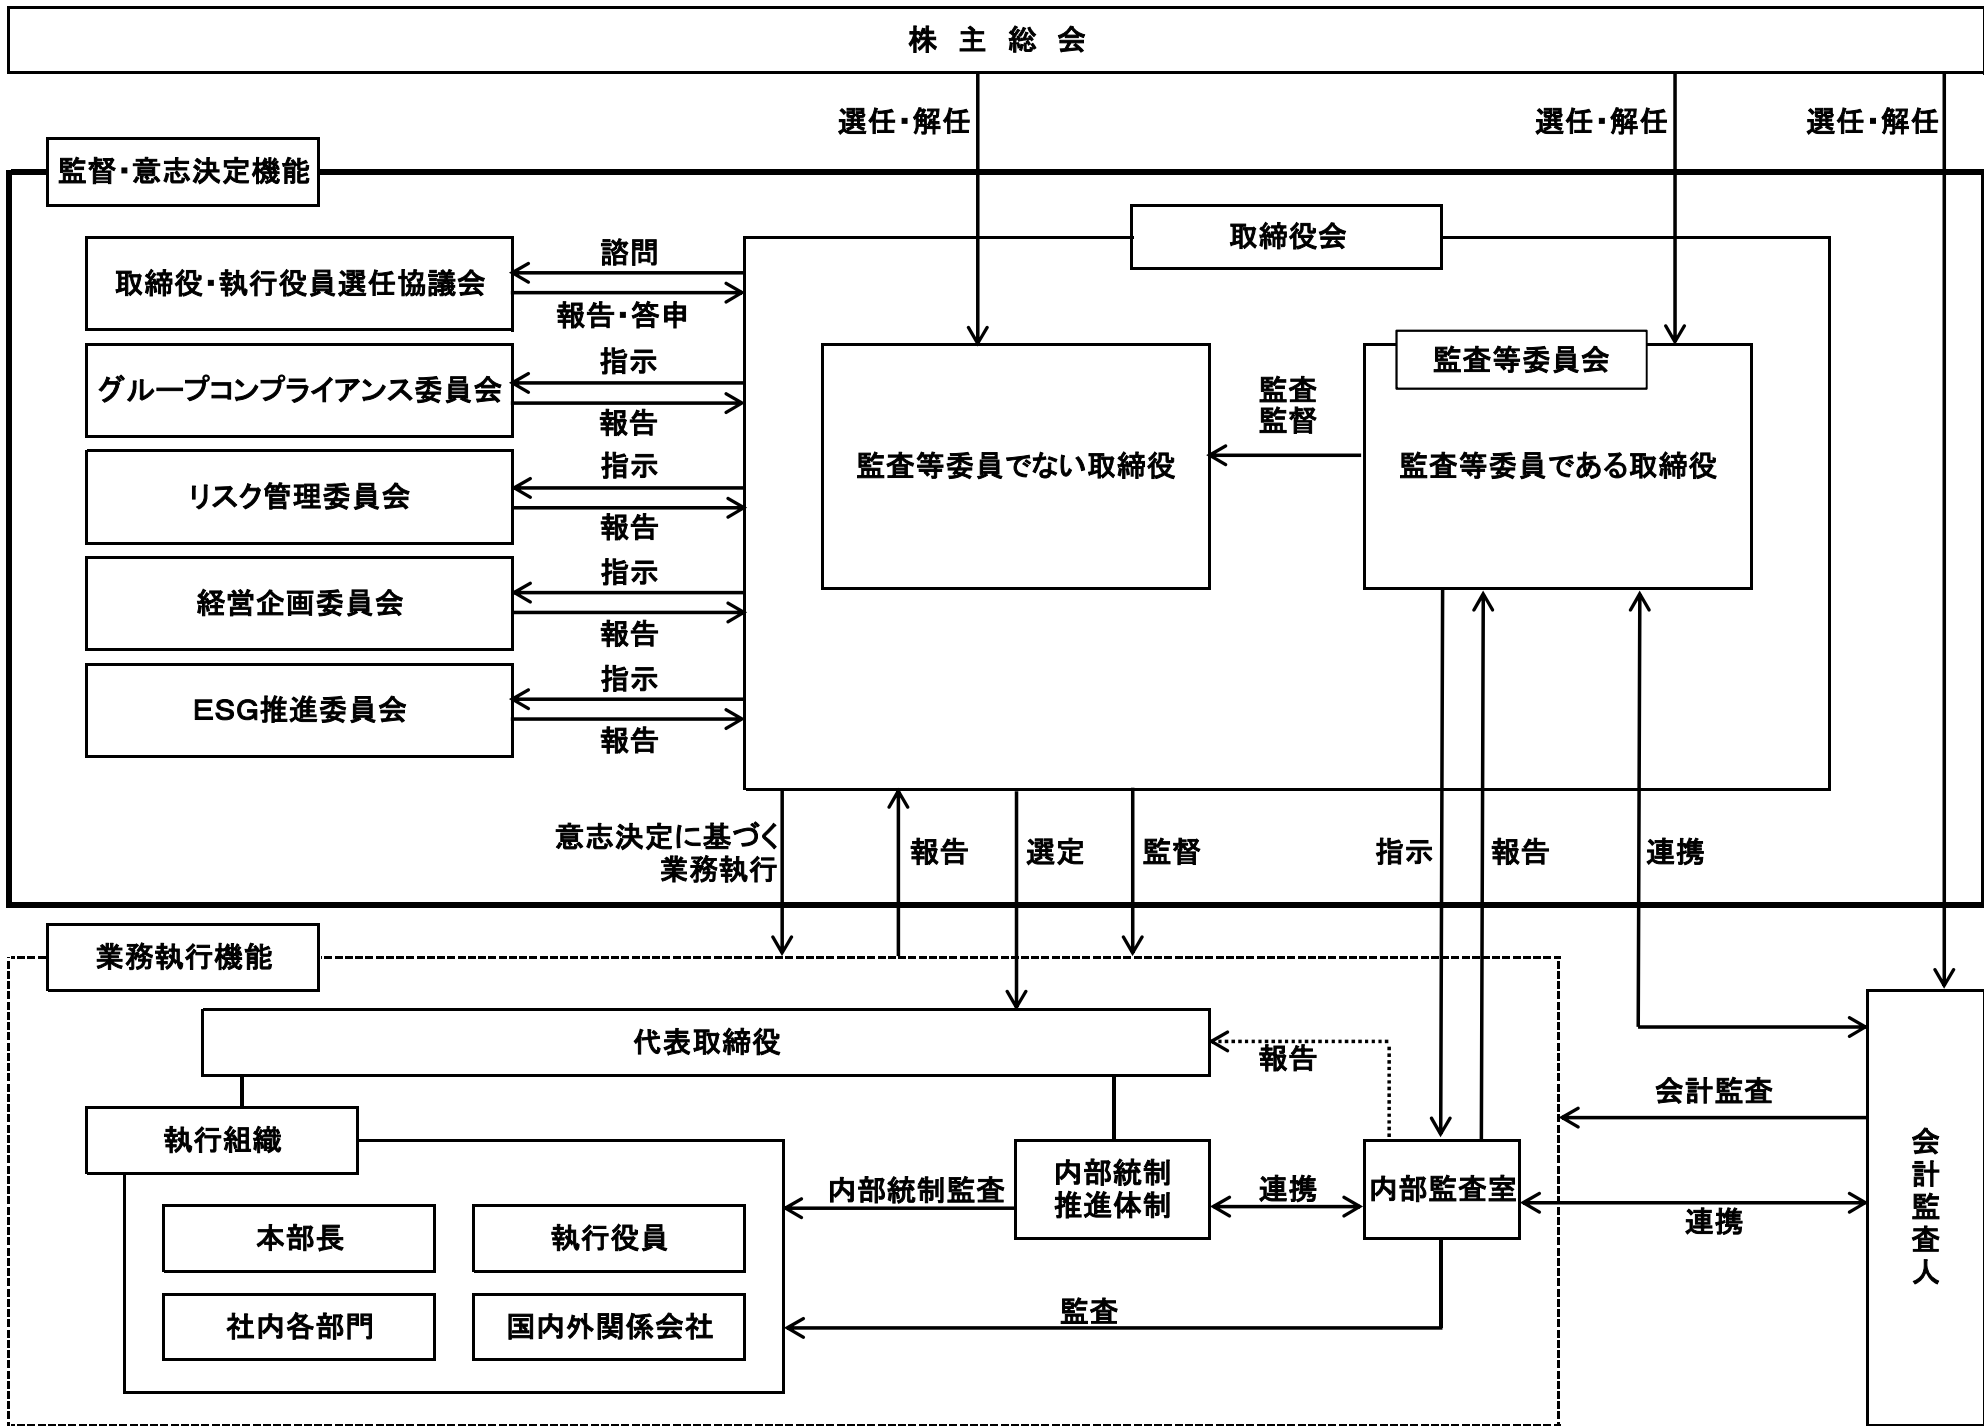 株 主 総 会
選任・解任
選任・解任
選任・解任
監督・意志決定機能
取締役会
取締役・執行役員選任協議会
諮問
報告・答申
グループコンプライアンス委員会
指示
報告
リスク管理委員会
指示
報告
経営企画委員会
指示
報告
ESG推進委員会
指示
報告
監査等委員でない取締役
監査
監督
監査等委員会
監査等委員である取締役
意志決定に基づく
業務執行
報告
選定
監督
指示
報告
連携
業務執行機能
代表取締役
報告
会計監査
執行組織
本部長
執行役員
社内各部門
国内外関係会社
内部統制監査
内部統制
推進体制
連携
内部監査室
連携
監査
会計監査人